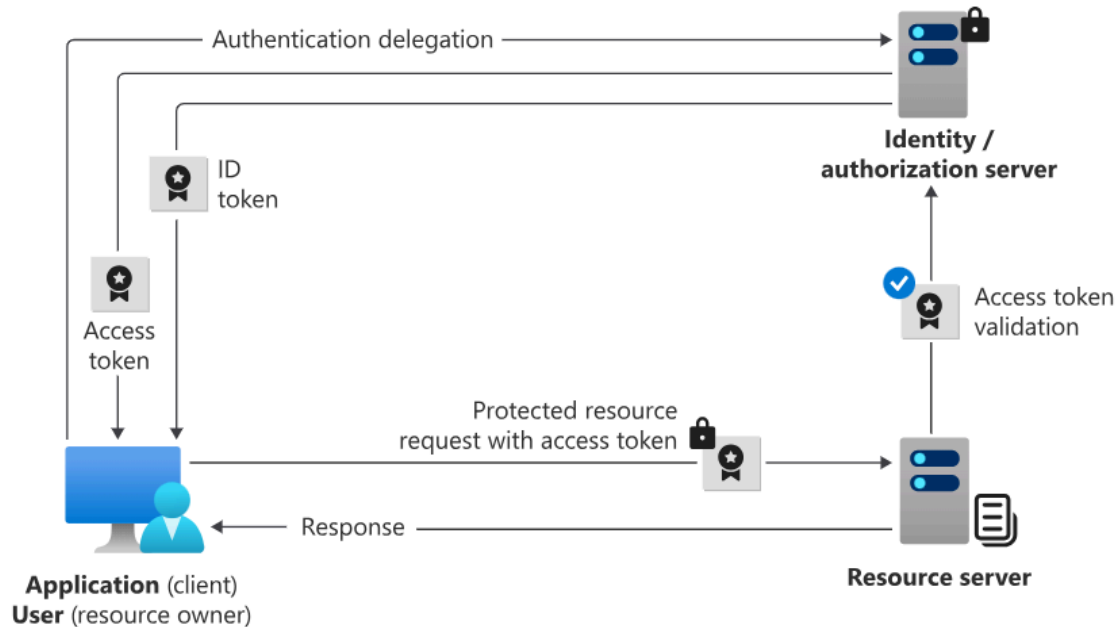 Authentication delegation
Identity /
authorization server
ID
token
Access
token
Access token
validation
Protected resource
request with access token
Response
Application (client)
User (resource owner)
Resource server